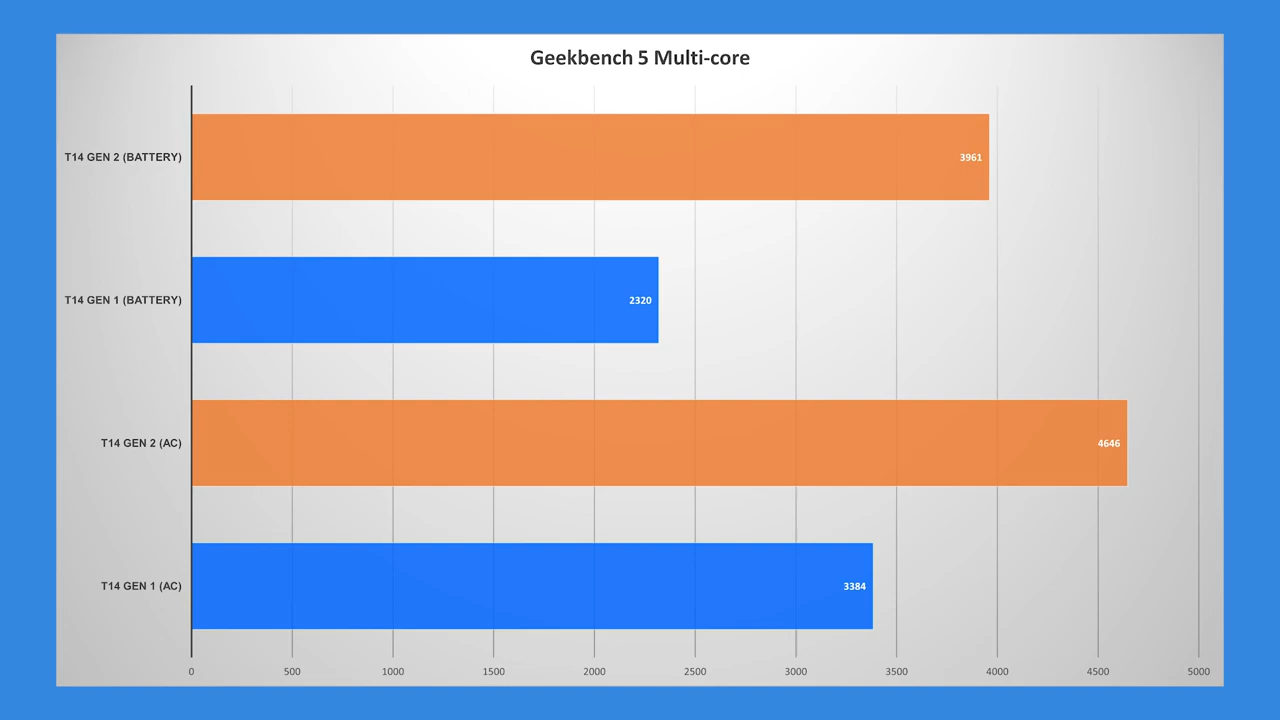 Geekbench 5 Multi-core
T14 GEN 2 (BATTERY)
3961
T14 GEN 1 (BATTERY)
2320
T14 GEN 2 (AC)
4646
T14 GEN 1 (AC)
3384
0 500 1000 1500 2000 2500 3000 3500 4000 4500 5000